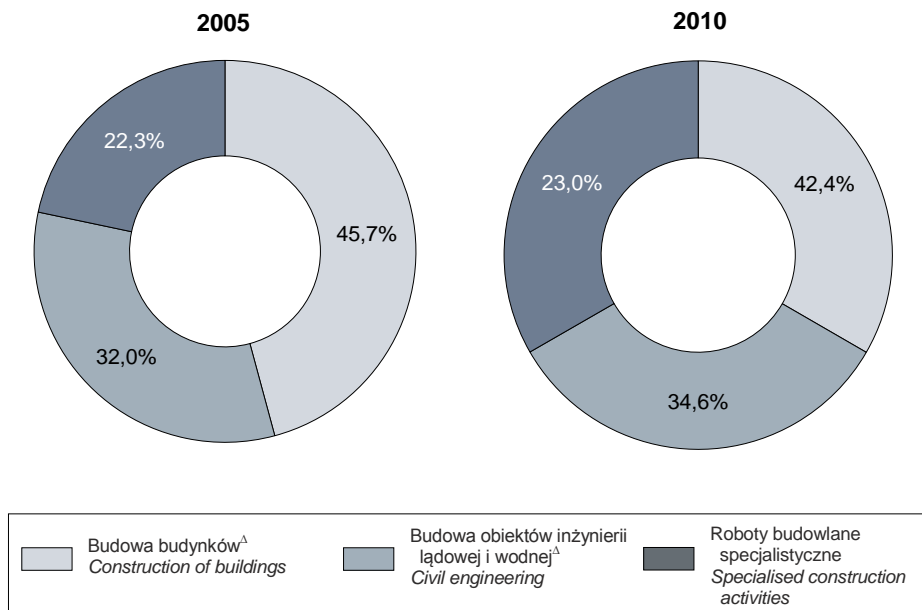 2005
2010
22,3%
45,7%
32,0%
23,0%
42,4%
34,6%
Budowa budynków^Δ
Construction of buildings
Budowa obiektów inżynierii
lądowej i wodnej^Δ
Civil engineering
Roboty budowlane
specjalistyczne
Specialised construction
activities